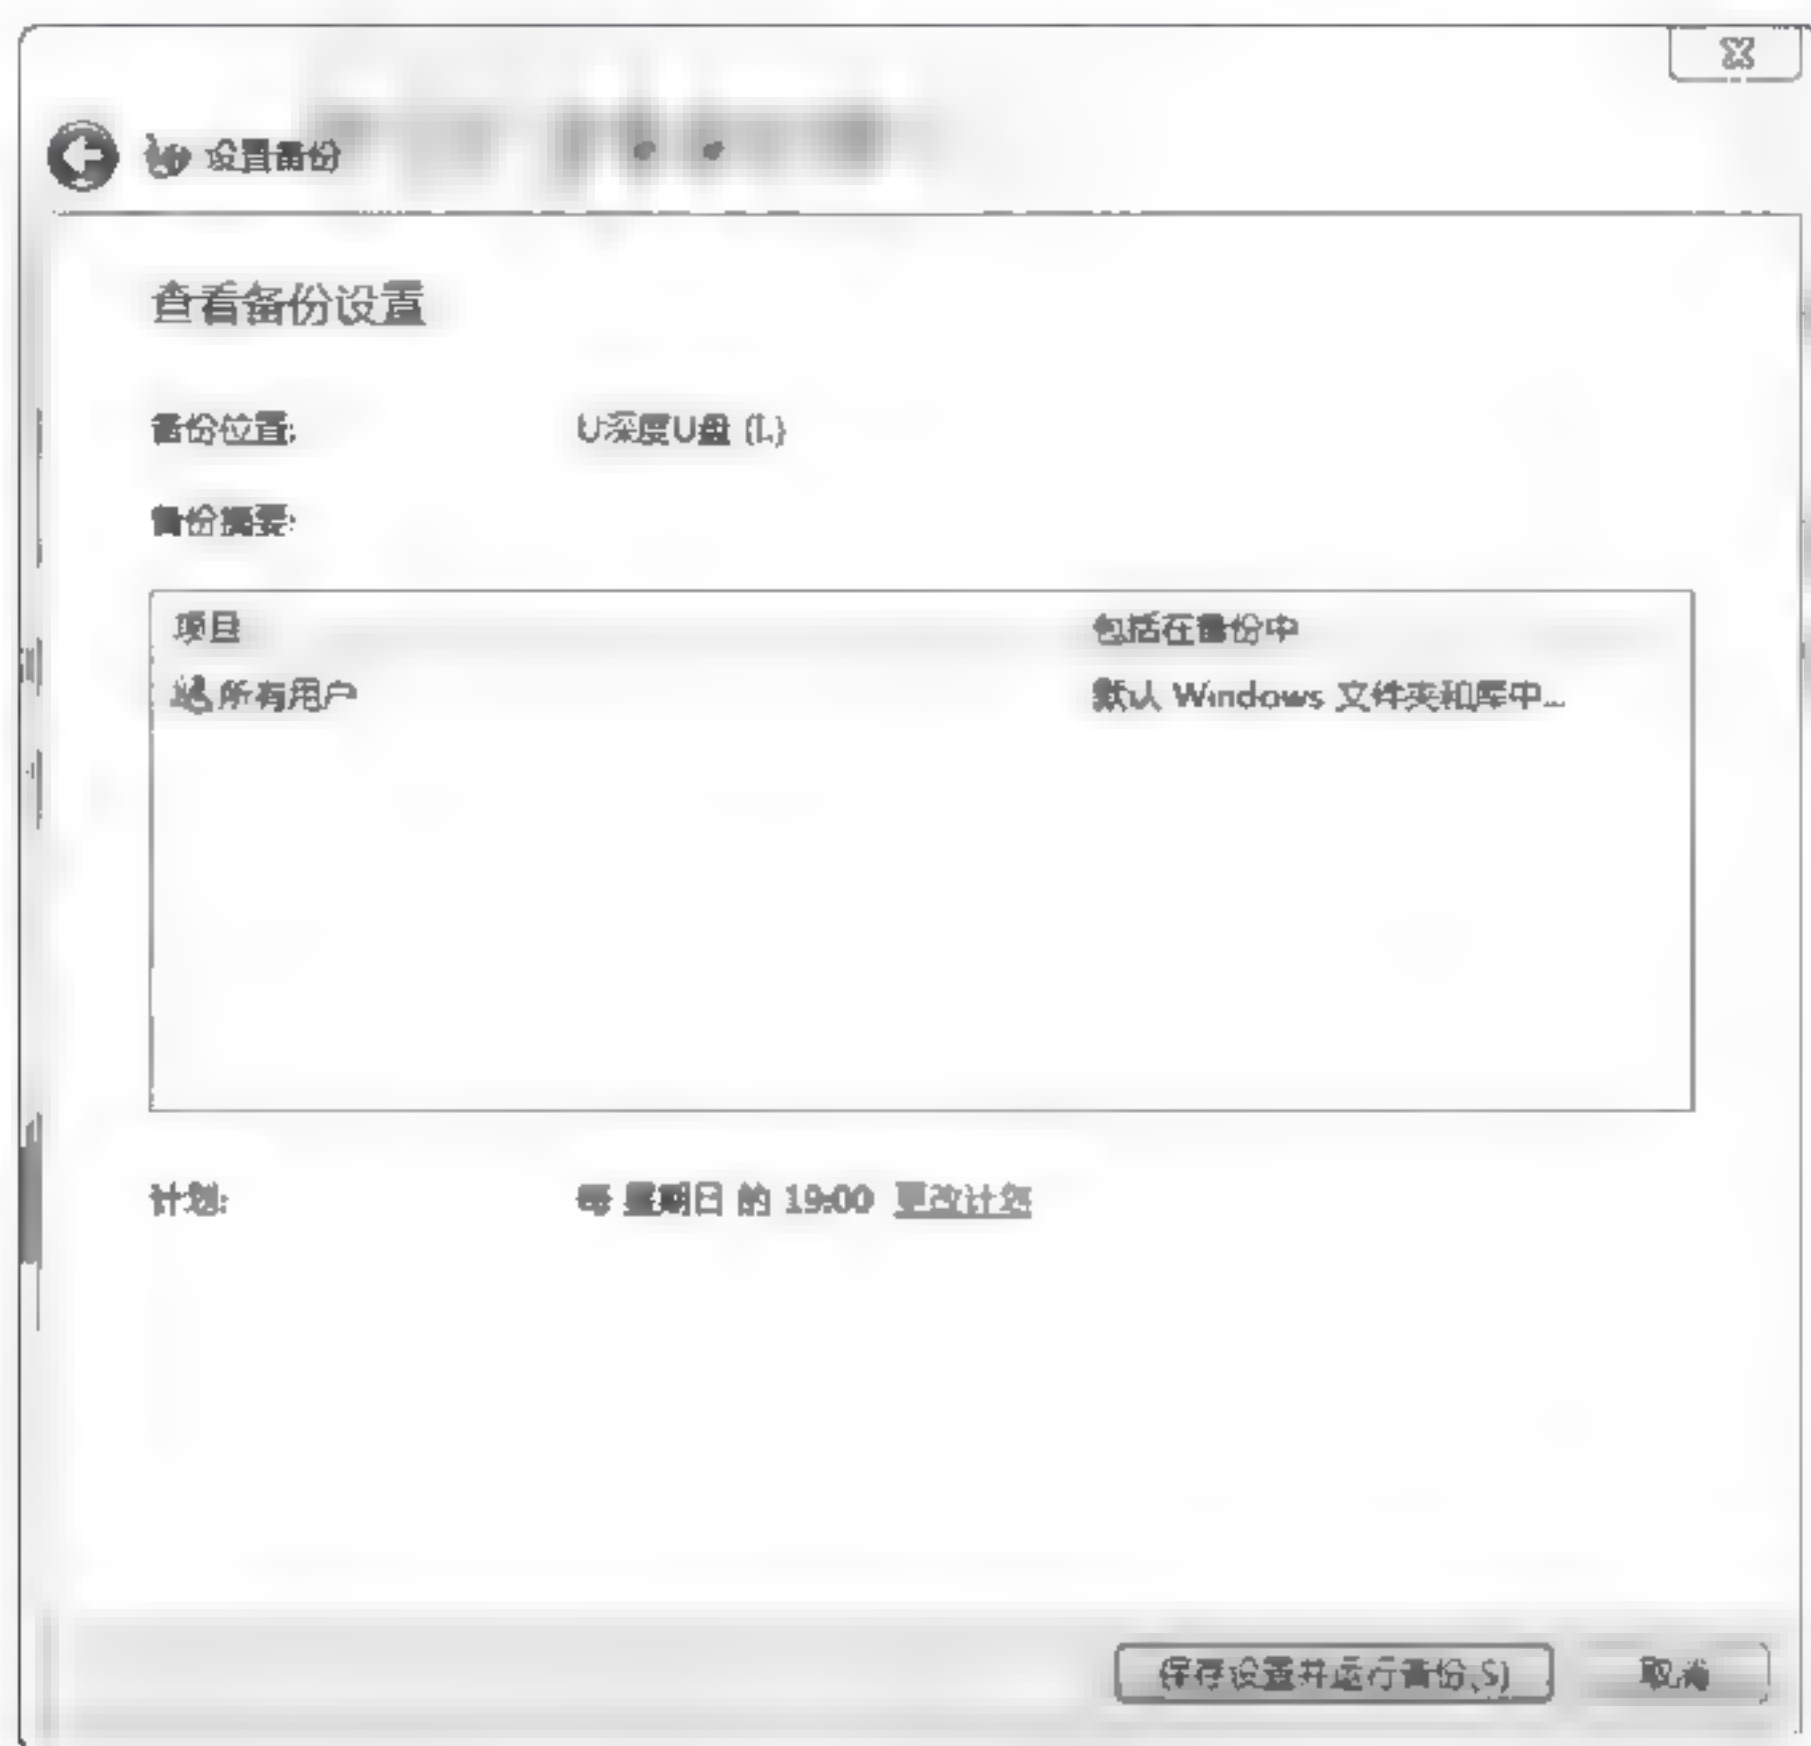 设置备份
查看备份设置
备份位置: U深度U盘 (I:)
备份摘要:
项目 包括在备份中
所有用户 默认 Windows 文件夹和库中...
计划: 每 星期日 的 19:00 更改计划
保存设置并运行备份(S) 取消